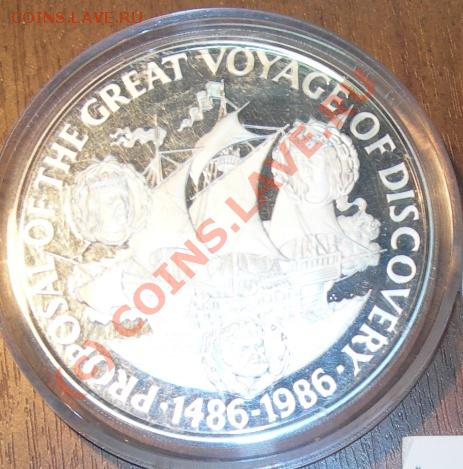 COINS.LAVE.RU
PROPOSAL OF THE GREAT VOYAGE OF DISCOVERY
· 1486-1986 ·
(c) COINS.LAVE.RU